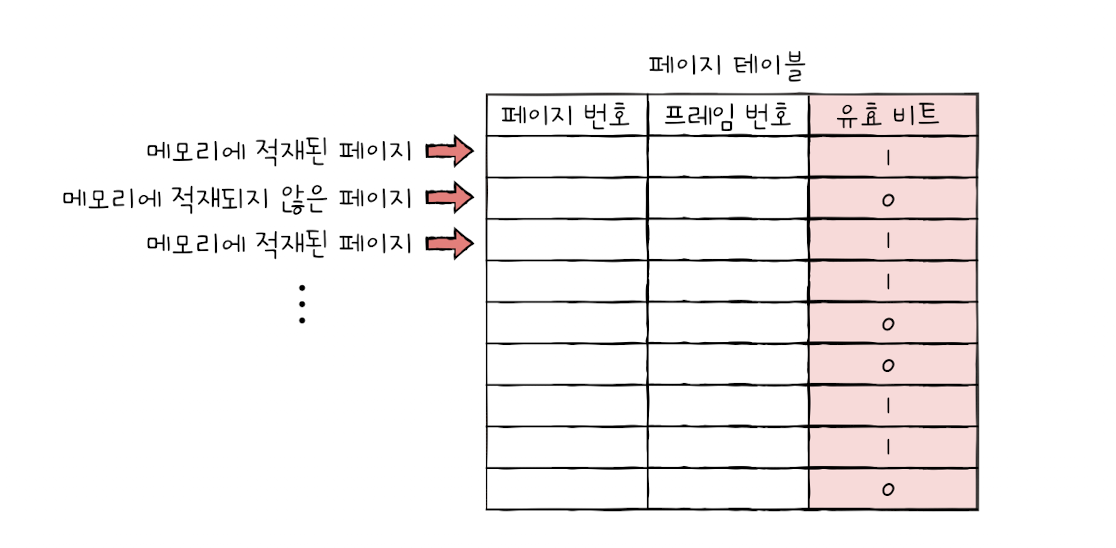 페이지 테이블
페이지 번호 프레임 번호 유효 비트
메모리에 적재된 페이지 1
메모리에 적재되지 않은 페이지 0
메모리에 적재된 페이지 1
1
0
0
1
1
0